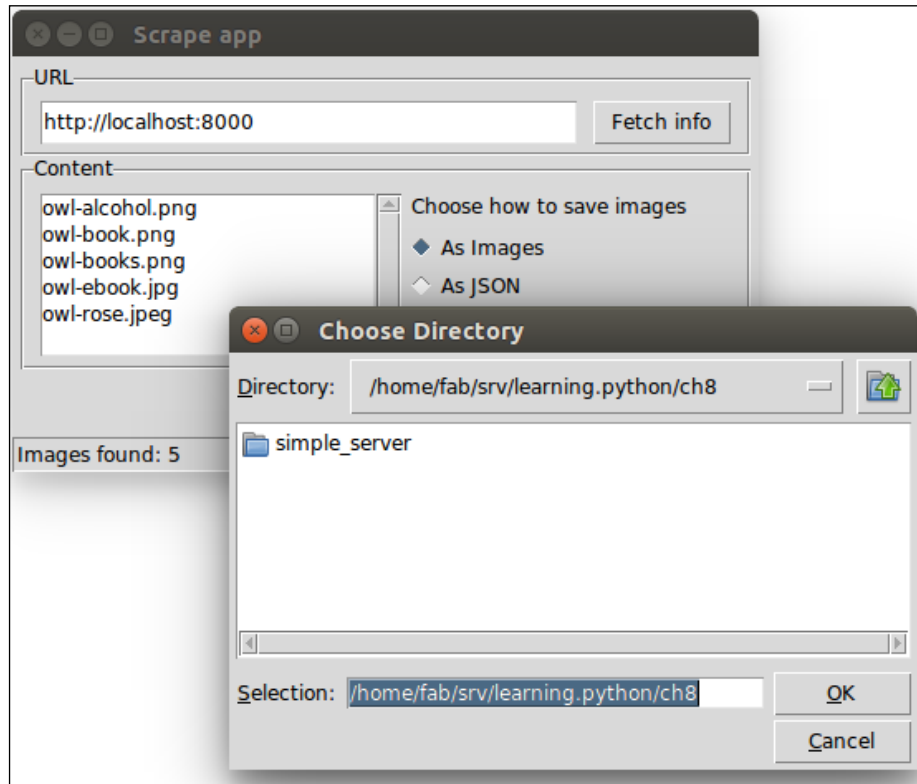 Scrape app
URL
http://localhost:8000
Fetch info
Content
owl-alcohol.png
owl-book.png
owl-books.png
owl-ebook.jpg
owl-rose.jpeg
Choose how to save images
As Images
As JSON
Images found: 5
Choose Directory
Directory:
/home/fab/srv/learning.python/ch8
simple_server
Selection:
/home/fab/srv/learning.python/ch8
OK
Cancel